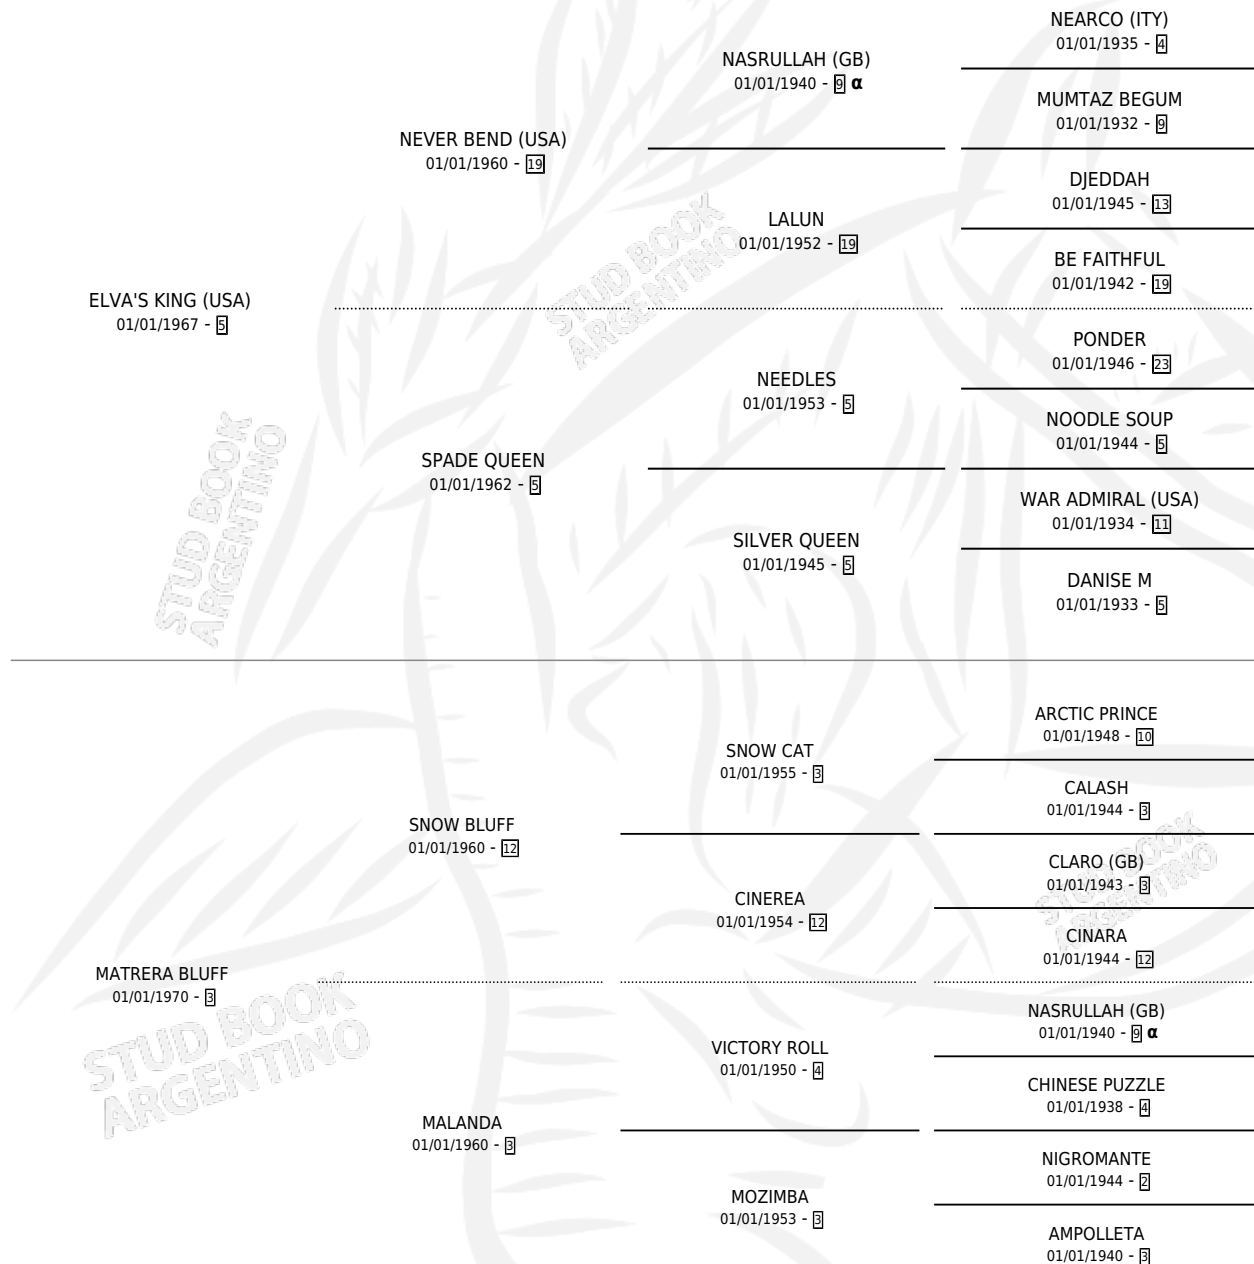 NEARCO (ITY)
01/01/1935 - 4
NASRULLAH (GB)
01/01/1940 - 9 α
MUMTAZ BEGUM
01/01/1932 - 9
NEVER BEND (USA)
01/01/1960 - 19
DJEDDAH
01/01/1945 - 13
LALUN
01/01/1952 - 19
BE FAITHFUL
01/01/1942 - 19
STUD BOOK
ARGENTINO
ELVA'S KING (USA)
01/01/1967 - 5
PONDER
01/01/1946 - 23
NEEDLES
01/01/1953 - 5
NOODLE SOUP
01/01/1944 - 5
SPADE QUEEN
01/01/1962 - 5
WAR ADMIRAL (USA)
01/01/1934 - 11
SILVER QUEEN
01/01/1945 - 5
DANISE M
01/01/1933 - 5
STUD BOOK
ARGENTINO
ARCTIC PRINCE
01/01/1948 - 10
SNOW CAT
01/01/1955 - 3
CALASH
01/01/1944 - 3
SNOW BLUFF
01/01/1960 - 12
CLARO (GB)
01/01/1943 - 3
CINEREA
01/01/1954 - 12
CINARA
01/01/1944 - 12
STUD BOOK
ARGENTINO
MATRERA BLUFF
01/01/1970 - 3
NASRULLAH (GB)
01/01/1940 - 9 α
VICTORY ROLL
01/01/1950 - 4
CHINESE PUZZLE
01/01/1938 - 4
STUD BOOK
ARGENTINO
MALANDA
01/01/1960 - 3
NIGROMANTE
01/01/1944 - 2
MOZIMBA
01/01/1953 - 3
AMPOLLETA
01/01/1940 - 3